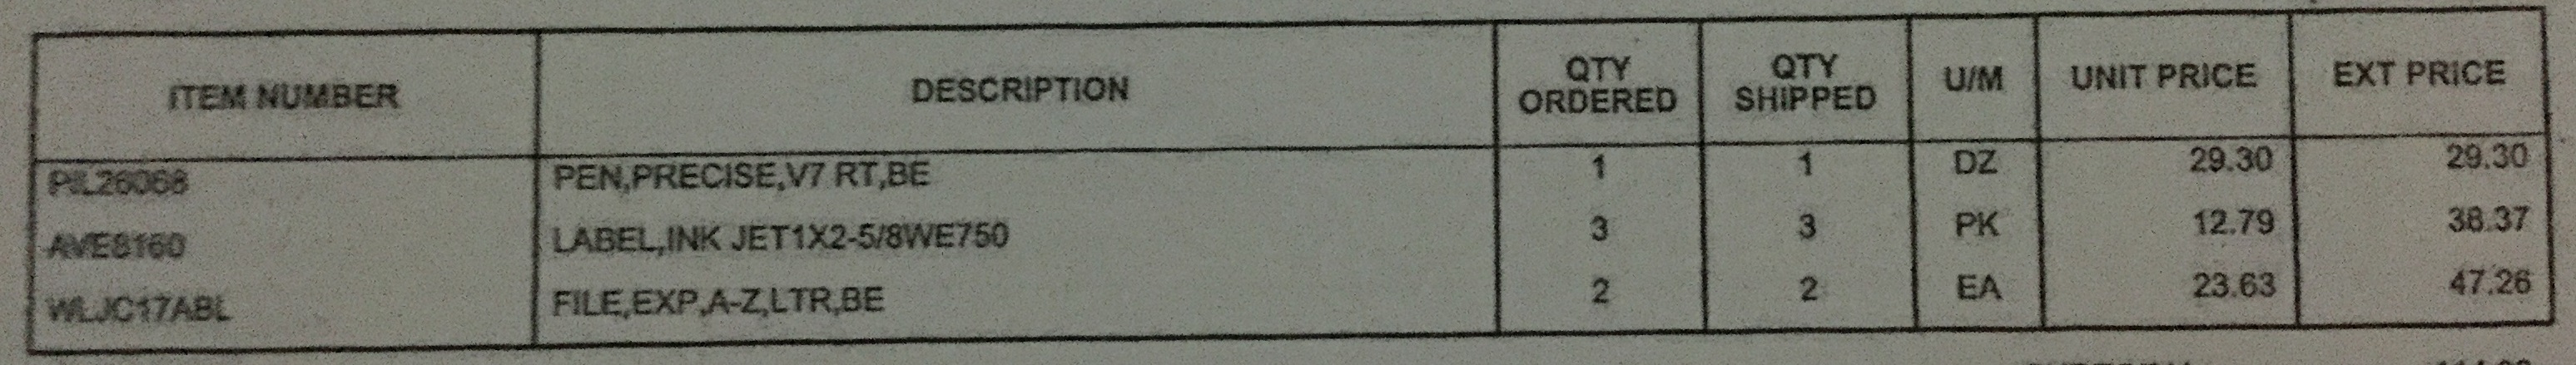 ITEM NUMBER DESCRIPTION QTY ORDERED QTY SHIPPED U/M UNIT PRICE EXT PRICE
PIL26068 PEN,PRECISE,V7 RT,BE 1 1 DZ 29.30 29.30
AVE8160 LABEL,INK JET1X2-5/8WE750 3 3 PK 12.79 38.37
WLJC17ABL FILE,EXP,A-Z,LTR,BE 2 2 EA 23.63 47.26